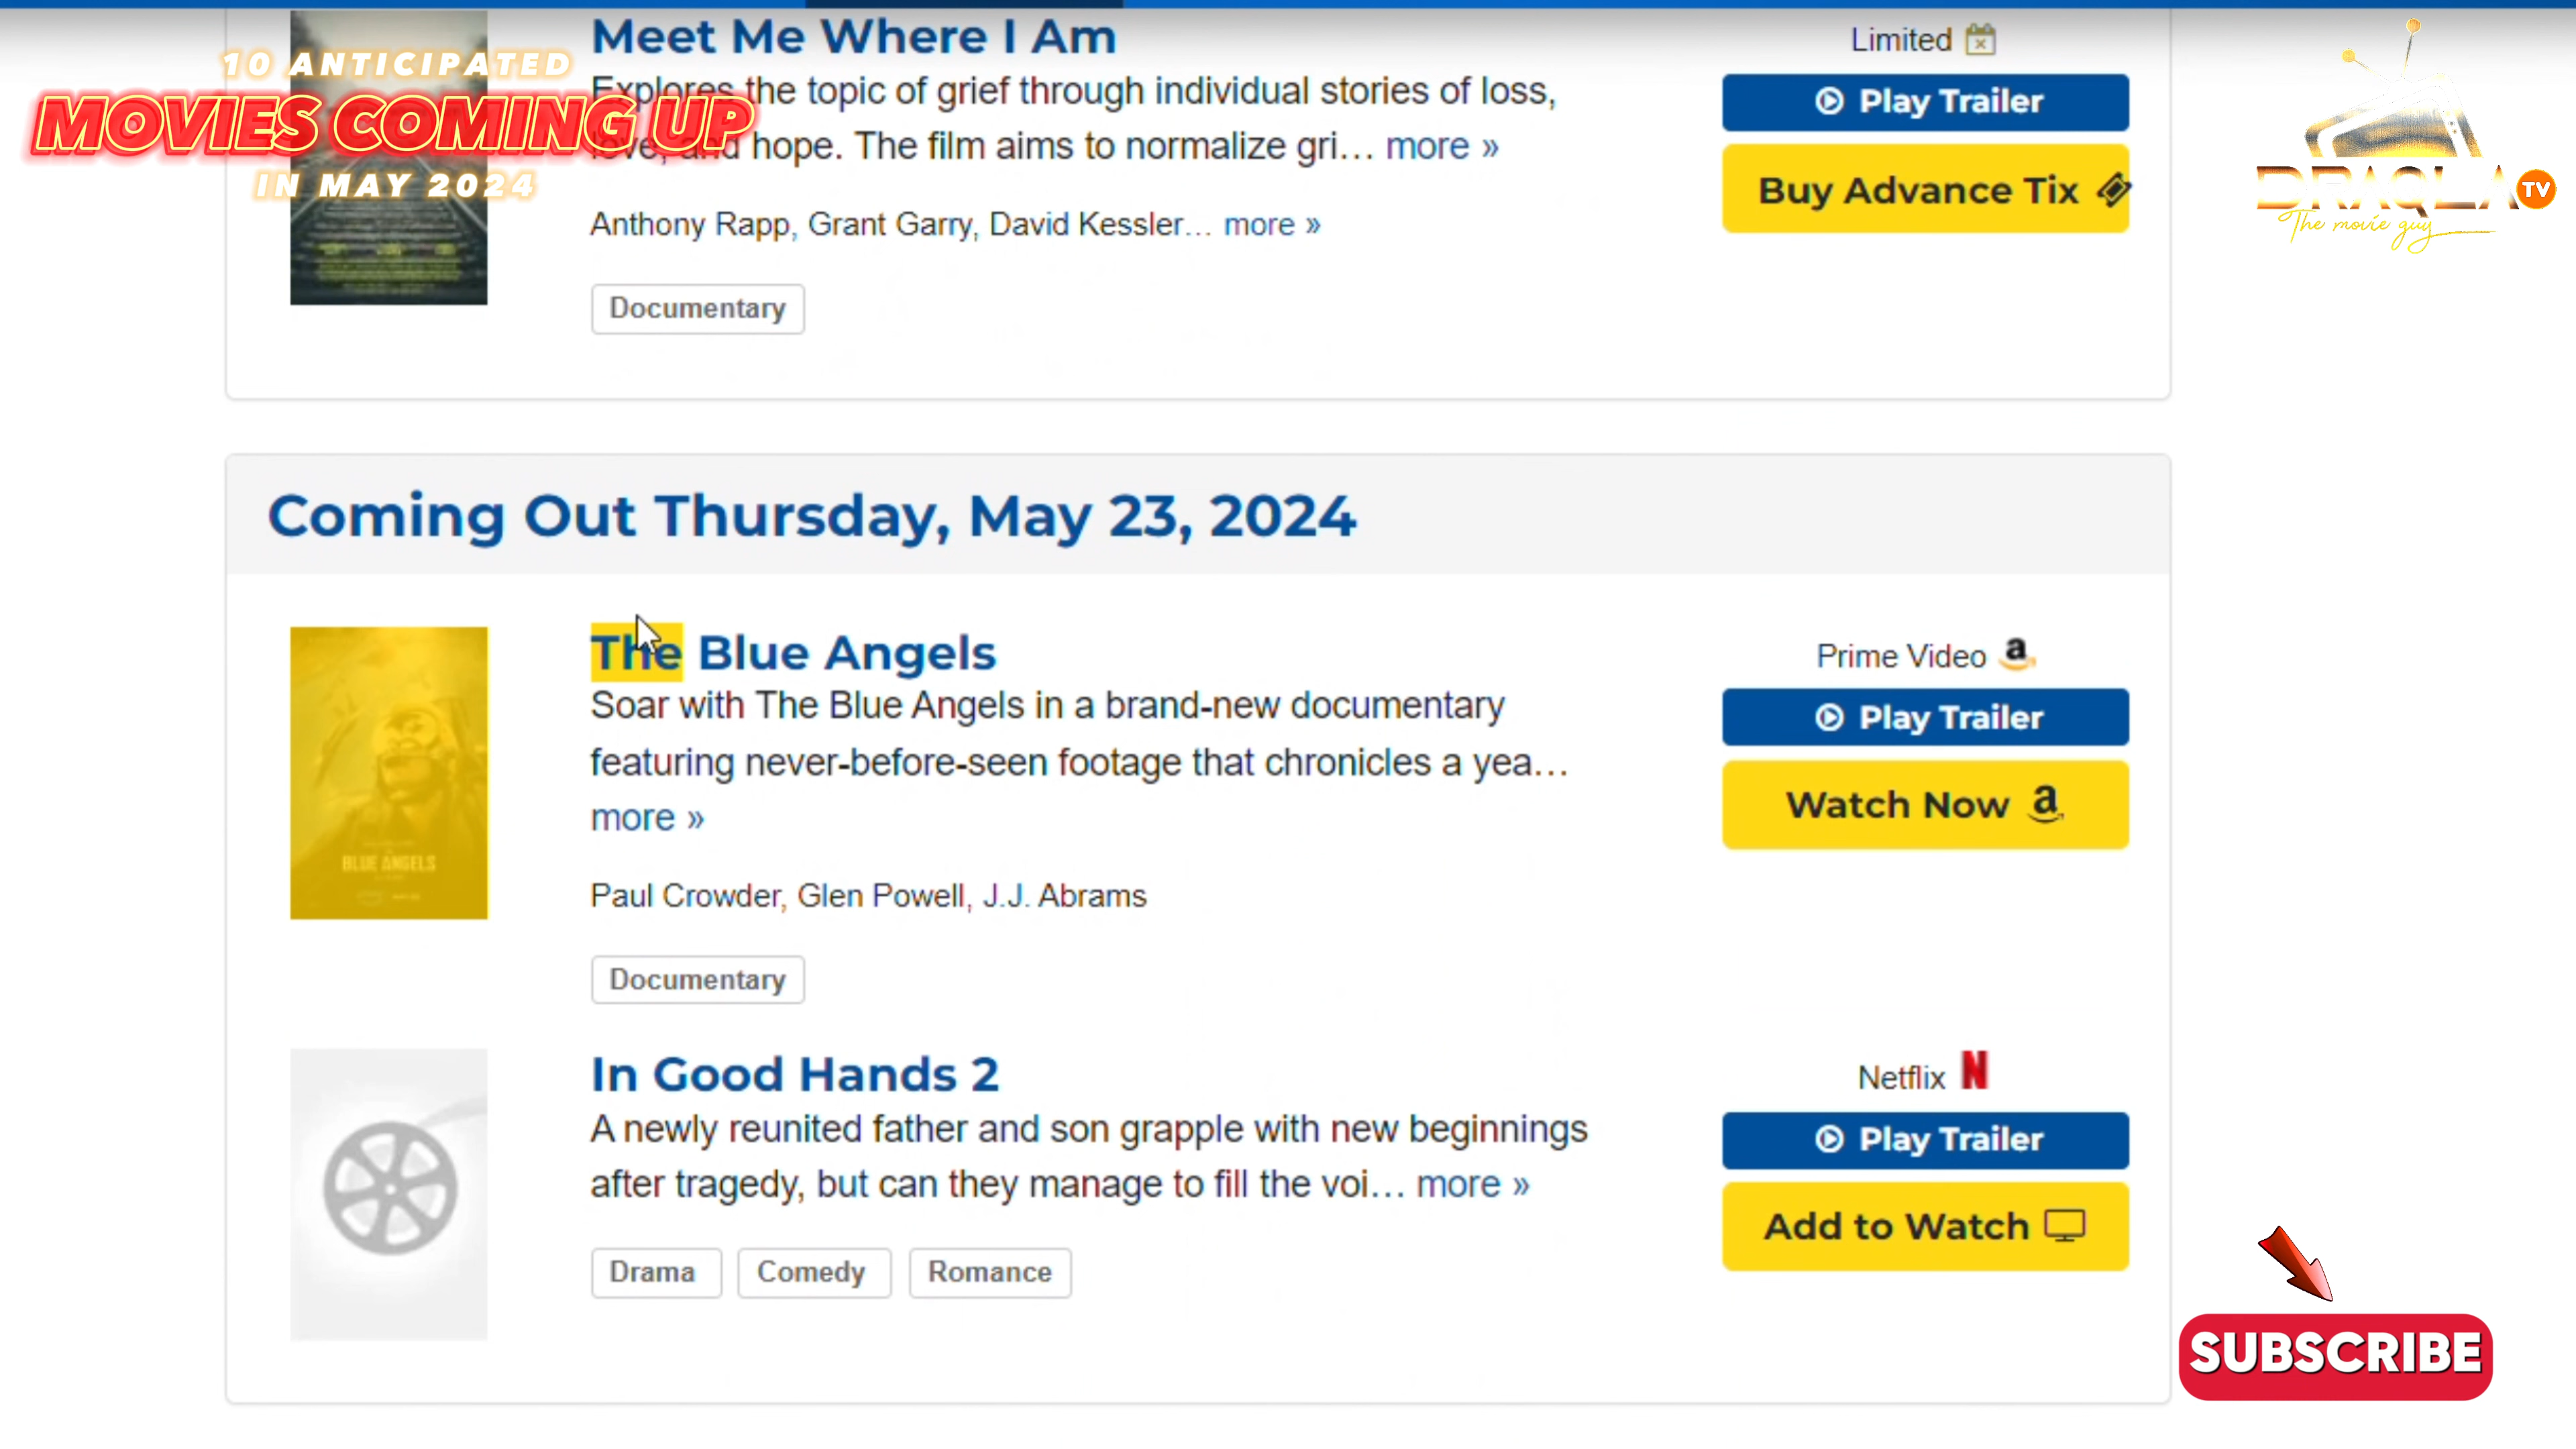 Meet Me Where I Am
Limited
10 ANTICIPATED
MOVIES COMING UP
IN MAY 2024
Explores the topic of grief through individual stories of loss,
love, and hope. The film aims to normalize gri... more »
Anthony Rapp, Grant Garry, David Kessler... more »
Documentary
Play Trailer
Buy Advance Tix
DRAQLA TV
The movie guy
Coming Out Thursday, May 23, 2024
The Blue Angels
Soar with The Blue Angels in a brand-new documentary
featuring never-before-seen footage that chronicles a yea...
more »
Paul Crowder, Glen Powell, J.J. Abrams
Documentary
BLUE ANGELS
Prime Video
Play Trailer
Watch Now
In Good Hands 2
A newly reunited father and son grapple with new beginnings
after tragedy, but can they manage to fill the voi... more »
Drama Comedy Romance
Netflix N
Play Trailer
Add to Watch
SUBSCRIBE